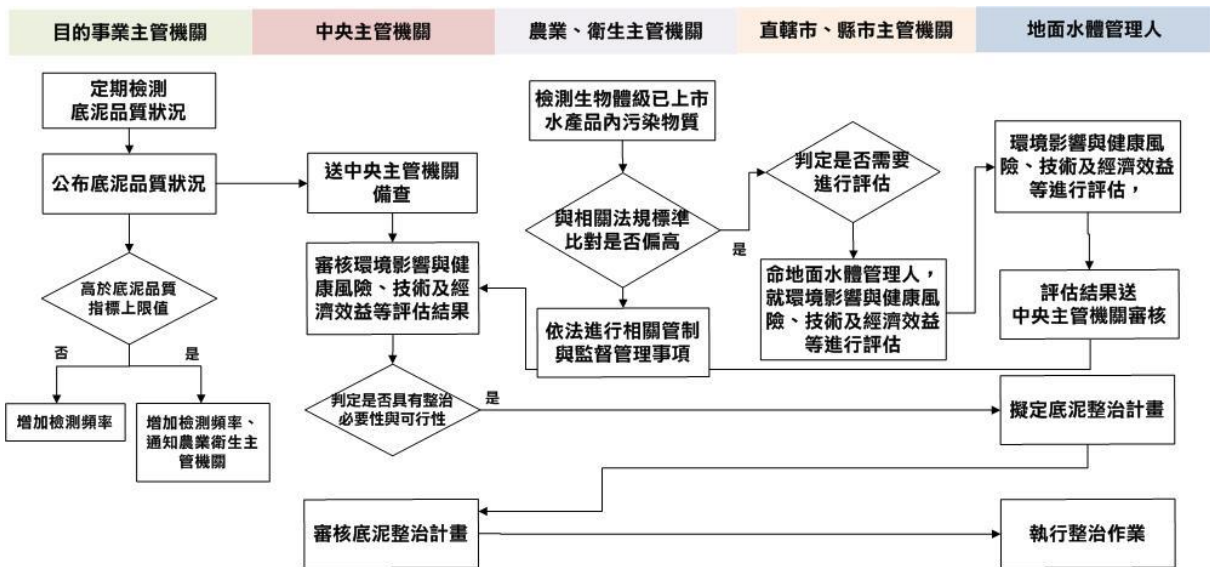 目的事業主管機關
中央主管機關
農業、衛生主管機關
直轄市、縣市主管機關
地面水體管理人
定期檢測
底泥品質狀況
公布底泥品質狀況
高於底泥品質
指標上限值
否
是
增加檢測頻率
增加檢測頻率、
通知農業衛生主
管機關
送中央主管機關
備查
審核環境影響與健
康風險、技術及經
濟效益等評估結果
判定是否具有整治
必要性與可行性
是
審核底泥整治計畫
檢測生物體級已上市
水產品內污染物質
與相關法規標準
比對是否偏高
是
依法進行相關管制
與監督管理事項
判定是否需要
進行評估
命地面水體管理人，
就環境影響與健康風
險、技術及經濟效益
等進行評估
環境影響與健康風
險、技術及經濟效益
等進行評估，
評估結果送
中央主管機關審核
擬定底泥整治計畫
執行整治作業